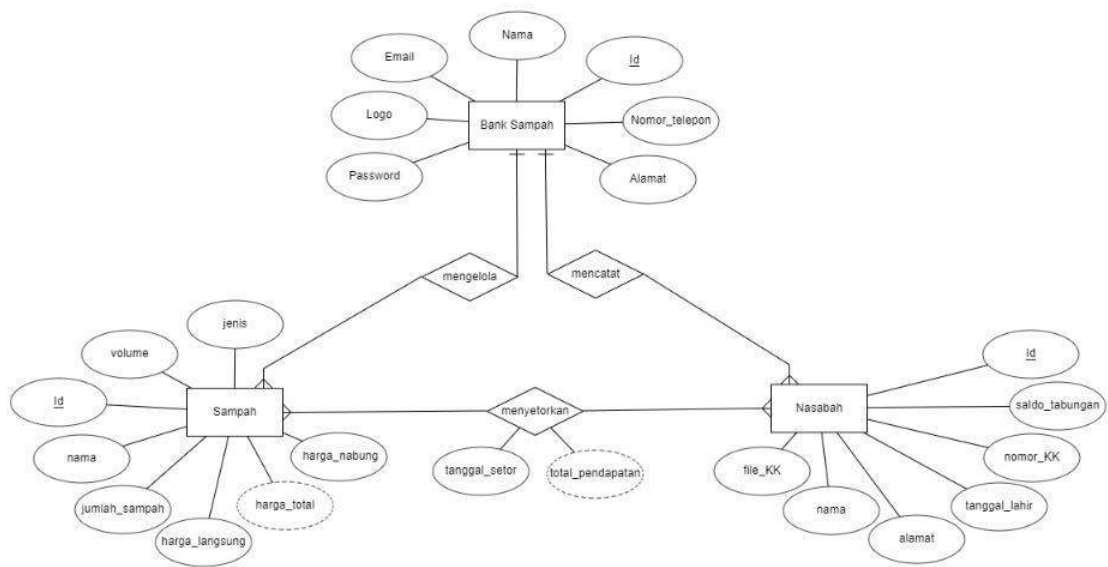 Nama
Email
Id
Logo
Bank Sampah
Nomor_telepon
Password
Alamat
mengelola
mencatat
jenis
volume
Id
Id
Sampah
menyetorkan
Nasabah
saldo_tabungan
nama
harga_nabung
tanggal_setor
total_pendapatan
file_KK
nomor_KK
jumlah_sampah
harga_total
nama
tanggal_lahir
harga_langsung
alamat